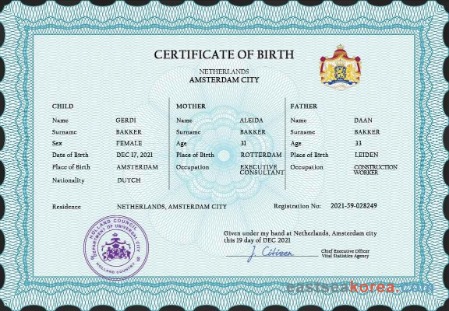 CERTIFICATE OF BIRTH
NETHERLANDS
AMSTERDAM CITY
CHILD
Name GERDI
Surname BAKKER
Sex FEMALE
Date of Birth DEC 17, 2021
Place of Birth AMSTERDAM
Nationality DUTCH
MOTHER
Name ALEIDA
Surname BAKKER
Age 31
Place of Birth ROTTERDAM
Occupation EXECUTIVE
CONSULTANT
FATHER
Name DAAN
Surname BAKKER
Age 33
Place of Birth LEIDEN
Occupation CONSTRUCTION
WORKER
Residence NETHERLANDS, AMSTERDAM CITY
Registration No: 2021-59-028249
HOLLAND COUNCIL
Given under my hand at Netherlands, Amsterdam city
this 19 day of DEC 2021
J. Citizen
Chief Executive Officer
Vital Statistics Agency
eastseakorea.com